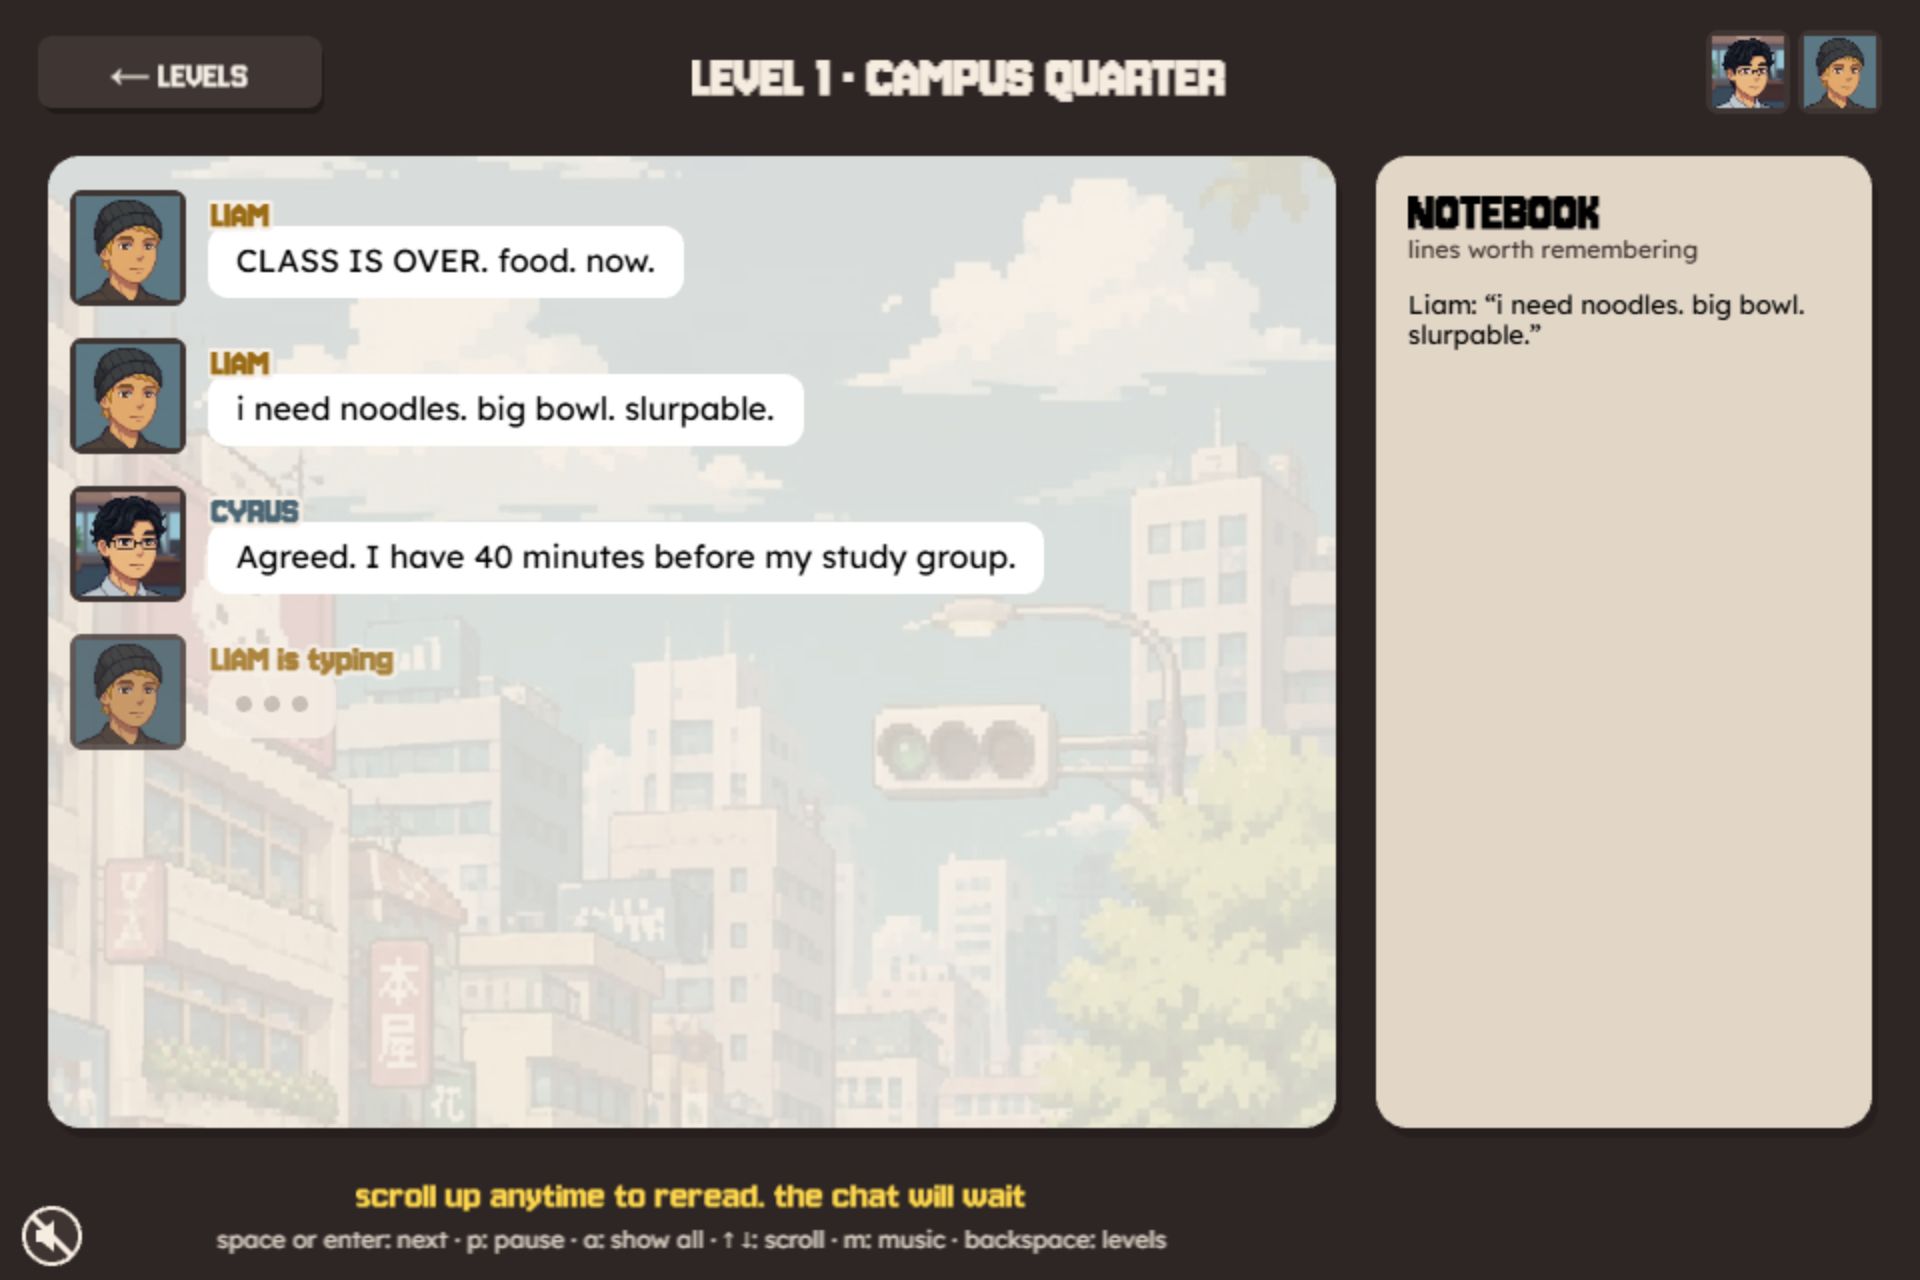 ← LEVELS
LEVEL 1 · CAMPUS QUARTER
LIAM
CLASS IS OVER. food. now.
LIAM
i need noodles. big bowl. slurpable.
CYRUS
Agreed. I have 40 minutes before my study group.
LIAM is typing
NOTEBOOK
lines worth remembering
Liam: “i need noodles. big bowl.
slurpable.”
本屋
花
scroll up anytime to reread. the chat will wait
space or enter: next · p: pause · a: show all · ↑ ↓: scroll · m: music · backspace: levels